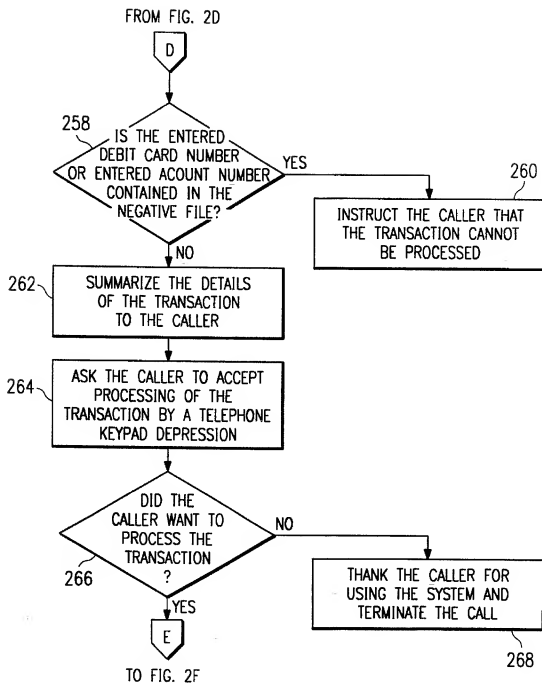 FROM FIG. 2D
D
258
IS THE ENTERED
DEBIT CARD NUMBER
OR ENTERED ACOUNT NUMBER
CONTAINED IN THE
NEGATIVE FILE?
YES
260
INSTRUCT THE CALLER THAT
THE TRANSACTION CANNOT
BE PROCESSED
NO
262
SUMMARIZE THE DETAILS
OF THE TRANSACTION
TO THE CALLER
264
ASK THE CALLER TO ACCEPT
PROCESSING OF THE
TRANSACTION BY A TELEPHONE
KEYPAD DEPRESSION
DID THE
CALLER WANT TO
PROCESS THE
TRANSACTION
?
266
NO
THANK THE CALLER FOR
USING THE SYSTEM AND
TERMINATE THE CALL
268
YES
E
TO FIG. 2F